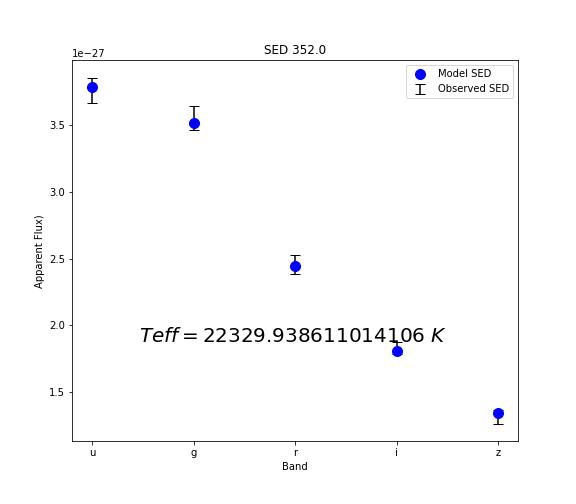 SED 352.0
1e−27
Model SED
Observed SED
3.5
3.0
2.5
2.0
1.5
Apparent Flux)
Teff = 22329.938611014106 K
u g r i z
Band